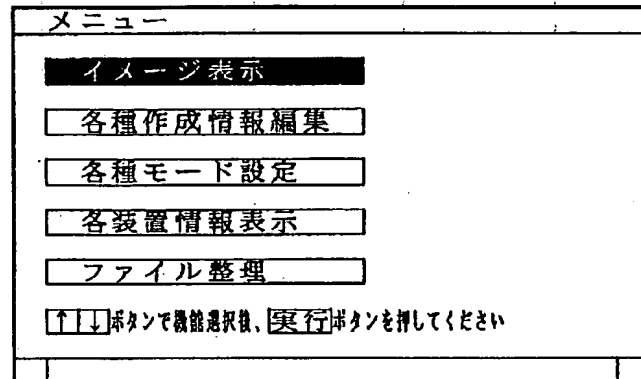 メニュー
イメージ表示
各種作成情報編集
各種モード設定
各装置情報表示
ファイル整理
↑↓ボタンで機能選択後、実行ボタンを押してください